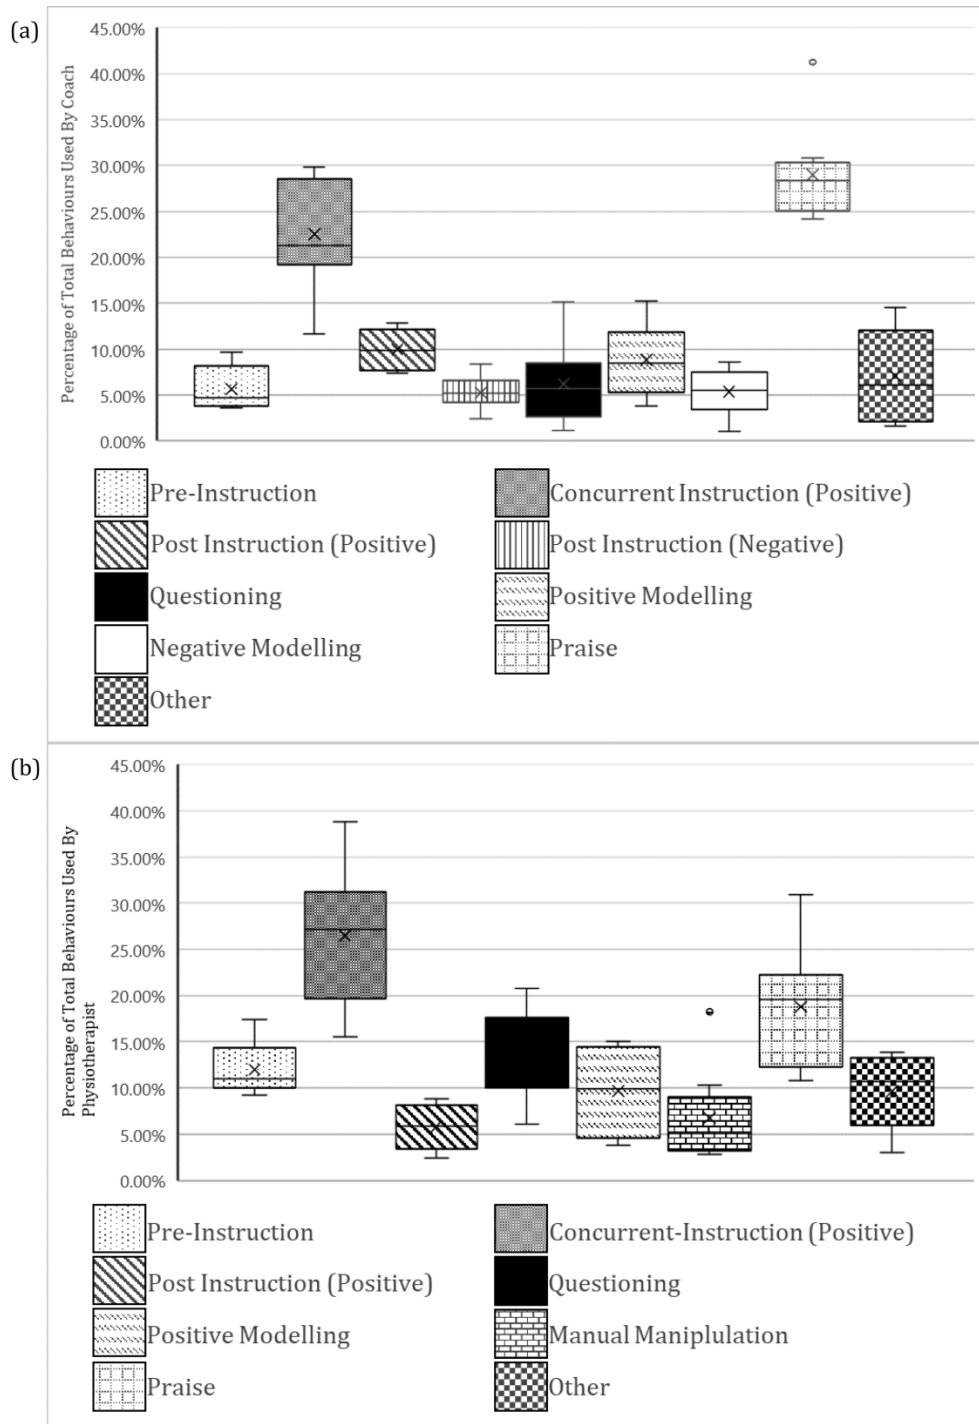 (a)
Percentage of Total Behaviours Used By Coach
45.00%
40.00%
35.00%
30.00%
25.00%
20.00%
15.00%
10.00%
5.00%
0.00%
Pre-Instruction
Concurrent Instruction (Positive)
Post Instruction (Positive)
Post Instruction (Negative)
Questioning
Positive Modelling
Negative Modelling
Praise
Other
(b)
Percentage of Total Behaviours Used By
Physiotherapist
45.00%
40.00%
35.00%
30.00%
25.00%
20.00%
15.00%
10.00%
5.00%
0.00%
Pre-Instruction
Concurrent-Instruction (Positive)
Post Instruction (Positive)
Questioning
Positive Modelling
Manual Maniplulation
Praise
Other